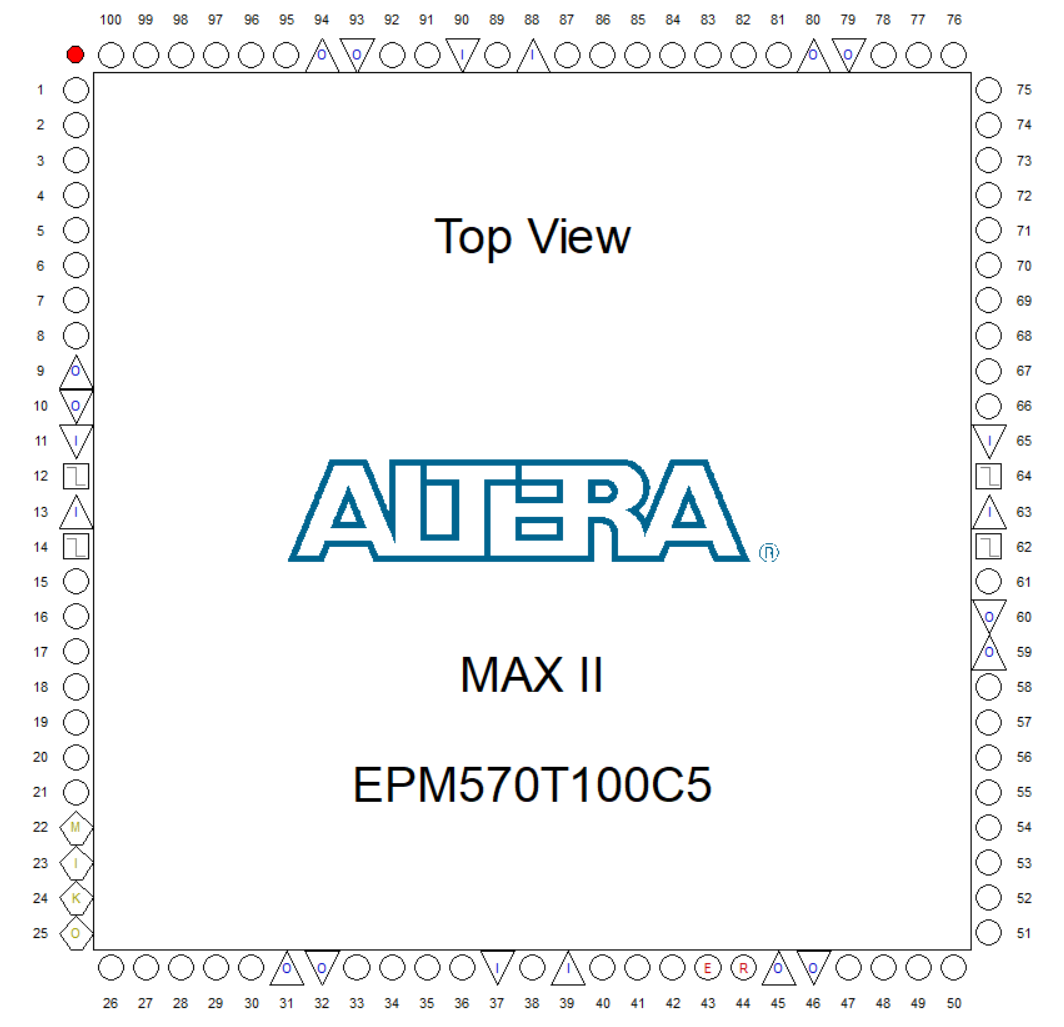 100 99 98 97 96 95 94 93 92 91 90 89 88 87 86 85 84 83 82 81 80 79 78 77 76
O O I I O O
1 75
2 74
3 73
4 72
5 71
Top View
6 70
7 69
8 68
9 O 67
10 O 66
11 I I 65
12 64
13 I I 63
ALTERA ®
14 62
15 61
16 O 60
17 O 59
18 58
MAX II
19 57
20 56
21 55
EPM570T100C5
22 M 54
23 I 53
24 K 52
25 O 51
O O I I E R O O
26 27 28 29 30 31 32 33 34 35 36 37 38 39 40 41 42 43 44 45 46 47 48 49 50